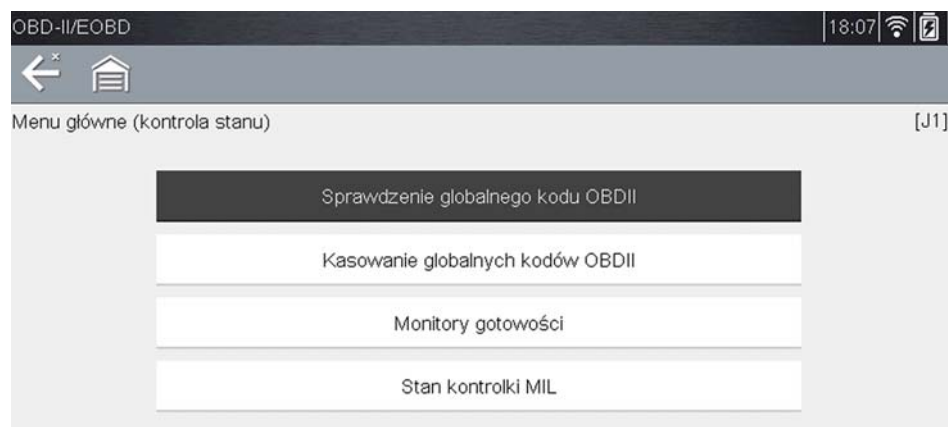 OBD-II/EOBD 18:07
Menu główne (kontrola stanu) [J1]
Sprawdzenie globalnego kodu OBDII
Kasowanie globalnych kodów OBDII
Monitory gotowości
Stan kontrolki MIL